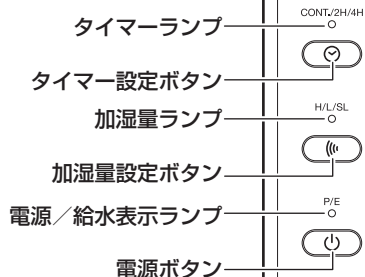 CONT./2H/4H
タイマーランプ
タイマー設定ボタン
H/L/SL
加湿量ランプ
加湿量設定ボタン
P/E
電源／給水表示ランプ
電源ボタン